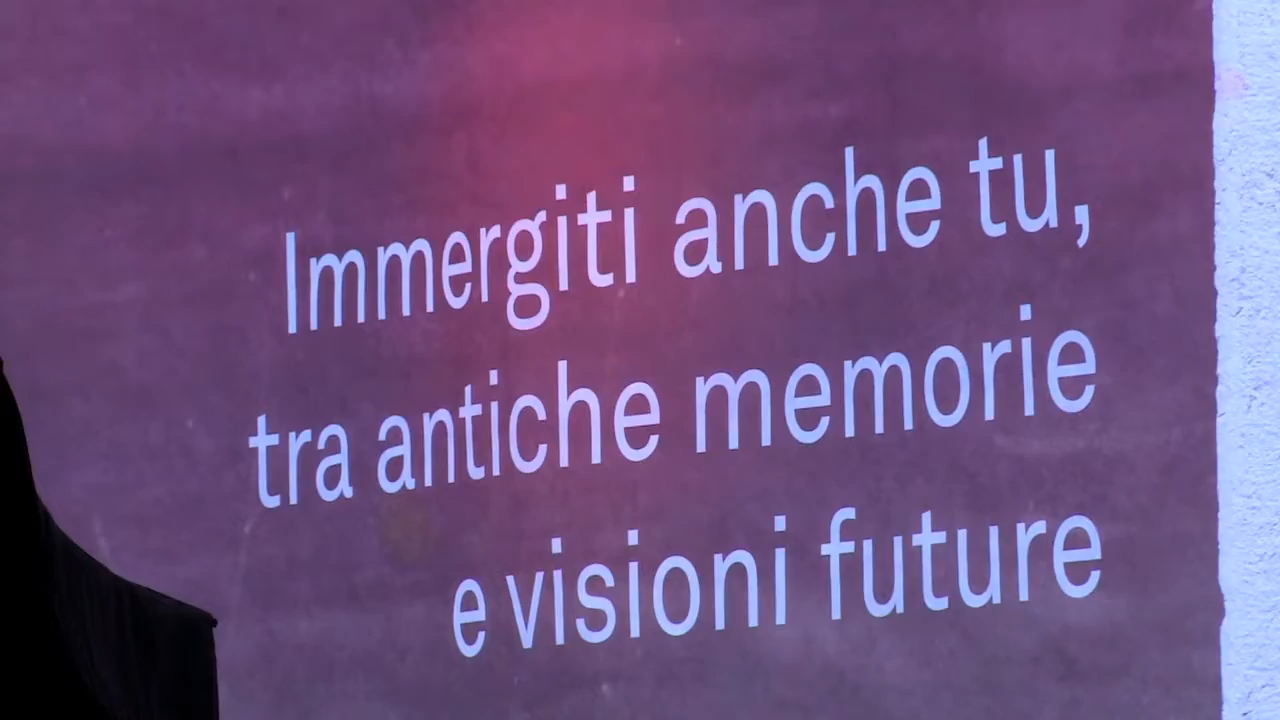 Immergiti anche tu,
tra antiche memorie
e visioni future